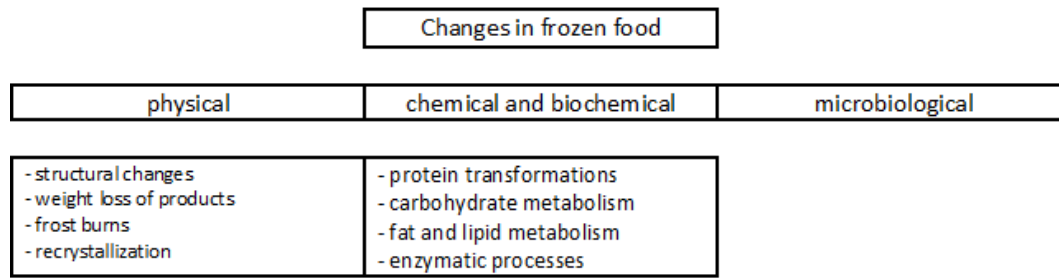 Changes in frozen food
physical
chemical and biochemical
microbiological
- structural changes
- weight loss of products
- frost burns
- recrystallization
- protein transformations
- carbohydrate metabolism
- fat and lipid metabolism
- enzymatic processes